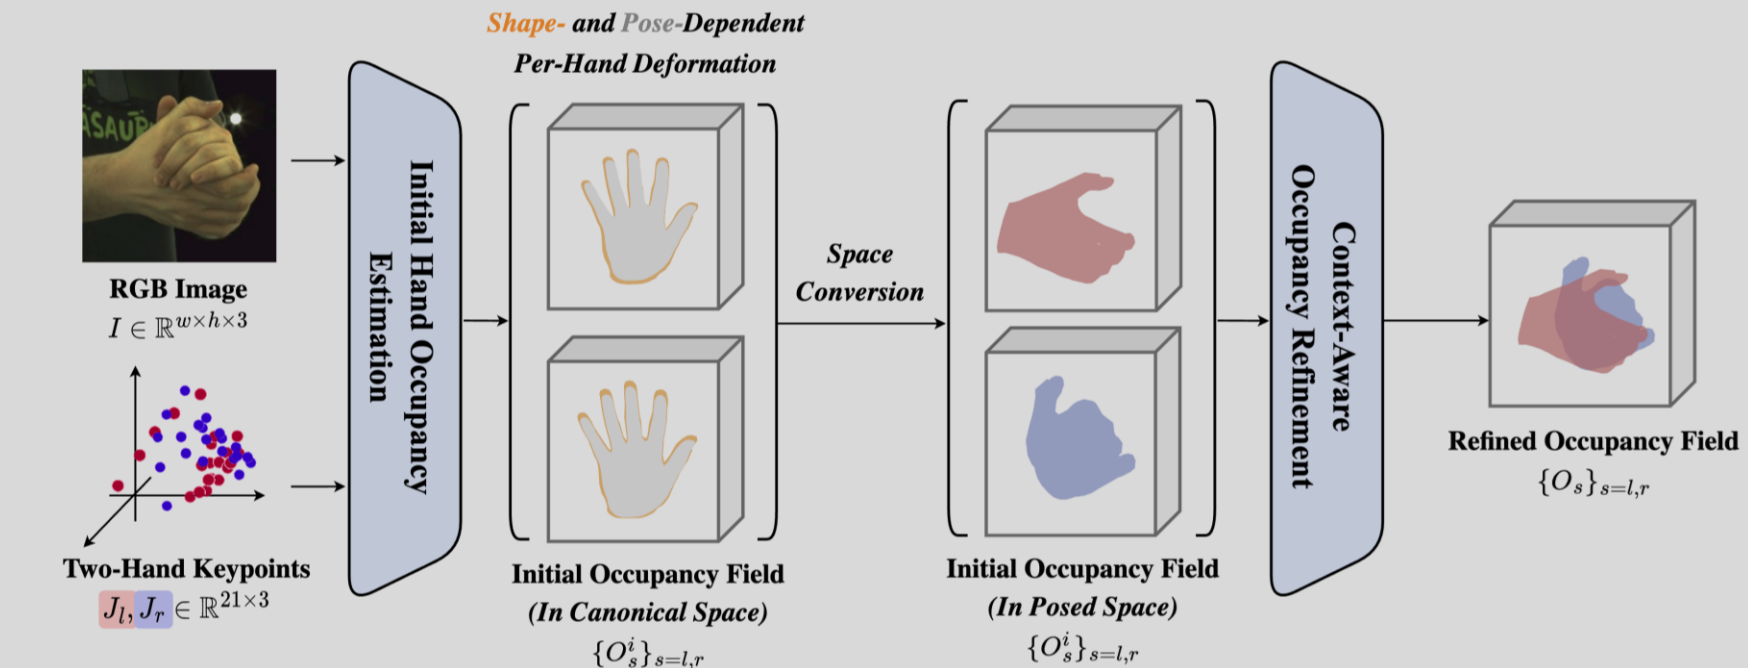 Shape- and Pose-Dependent
Per-Hand Deformation
ASAUR
RGB Image
I ∈ ℝ^{w×h×3}
Two-Hand Keypoints
J_l, J_r ∈ ℝ^{21×3}
Initial Hand Occupancy
Estimation
Initial Occupancy Field
(In Canonical Space)
{O_s^i}_{s=l,r}
Space
Conversion
Initial Occupancy Field
(In Posed Space)
{O_s^i}_{s=l,r}
Context-Aware
Occupancy Refinement
Refined Occupancy Field
{O_s}_{s=l,r}